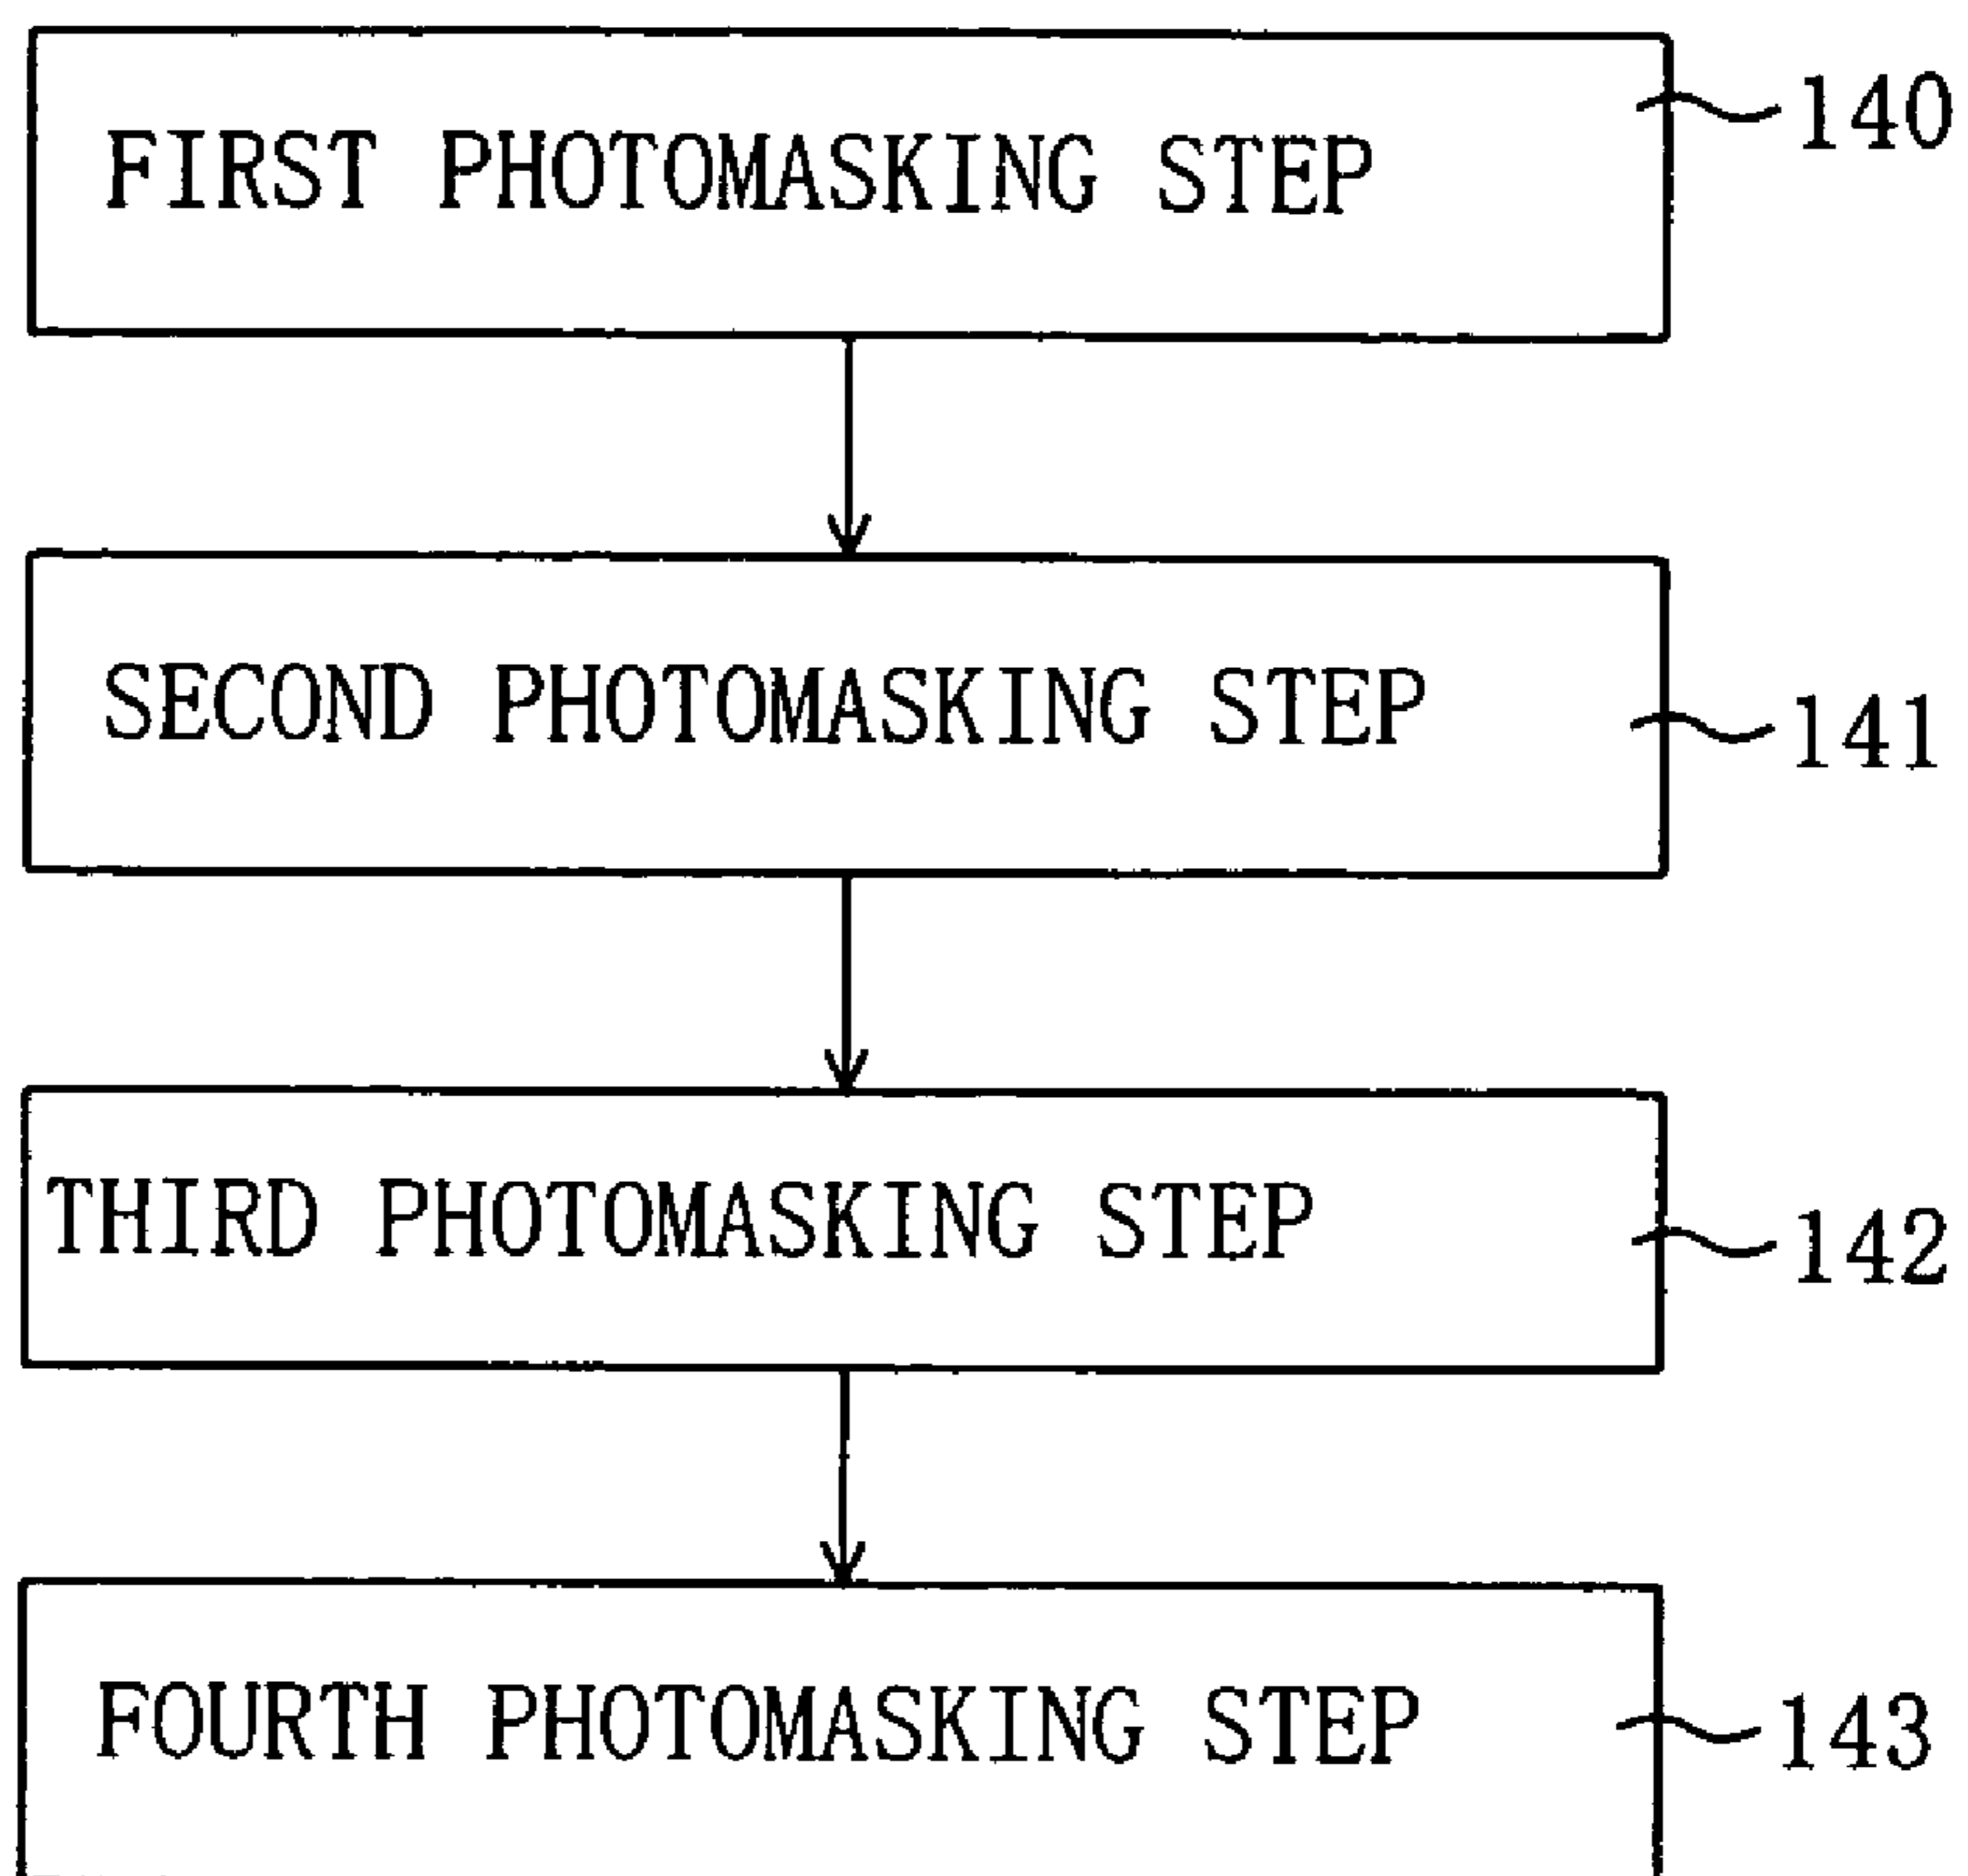 FIRST PHOTOMASKING STEP
140
SECOND PHOTOMASKING STEP
141
THIRD PHOTOMASKING STEP
142
FOURTH PHOTOMASKING STEP
143